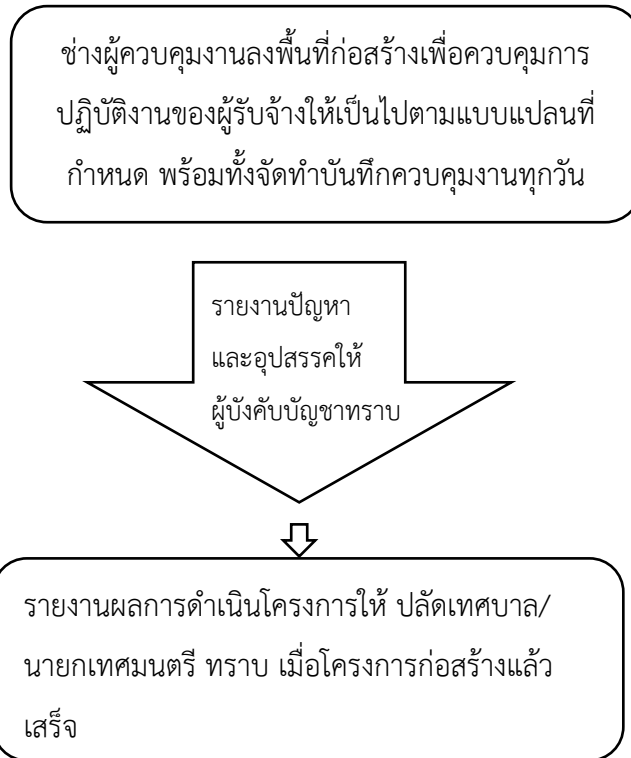 ช่างผู้ควบคุมงานลงพื้นที่ก่อสร้างเพื่อควบคุมการ
ปฏิบัติงานของผู้รับจ้างให้เป็นไปตามแบบแปลนที่
กำหนด พร้อมทั้งจัดทำบันทึกควบคุมงานทุกวัน
รายงานปัญหา
และอุปสรรคให้
ผู้บังคับบัญชาทราบ
รายงานผลการดำเนินโครงการให้ ปลัดเทศบาล/
นายกเทศมนตรี ทราบ เมื่อโครงการก่อสร้างแล้ว
เสร็จ